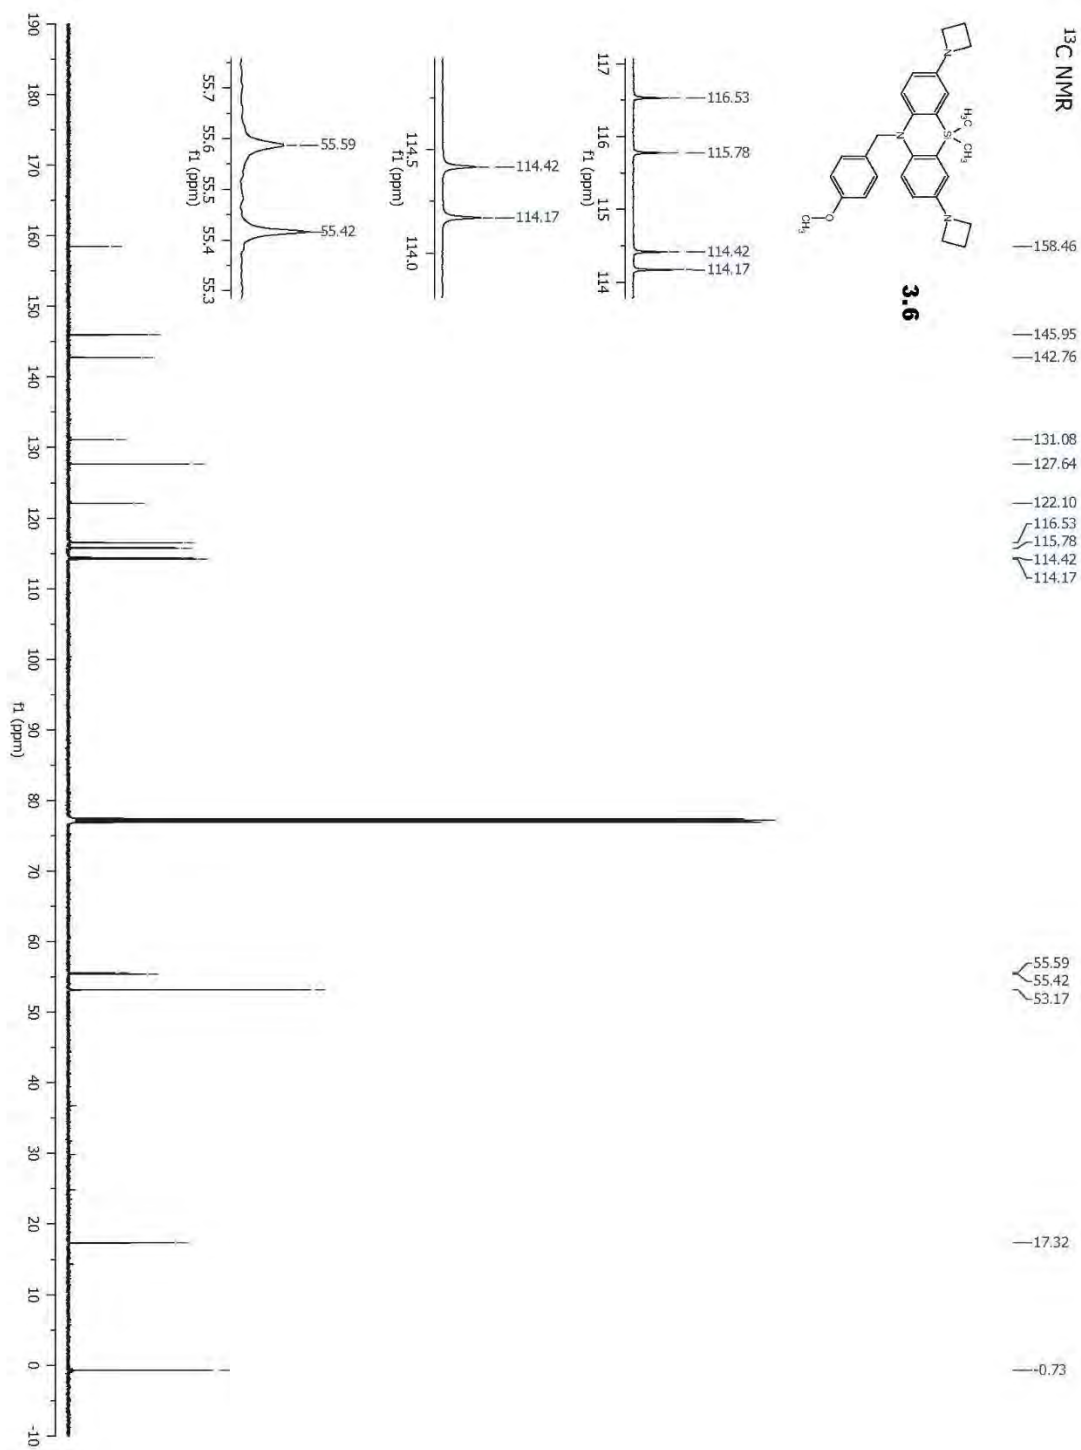 ¹³C NMR
158.46
145.95
142.76
131.08
127.64
122.10
116.53
115.78
114.42
114.17
55.59
55.42
53.17
17.32
-0.73
N
H₃C
CH₃
Si
N
N
O
CH₃
3.6
116.53
115.78
114.42
114.17
117 116 115 114
f1 (ppm)
114.42
114.17
114.5 114.0
f1 (ppm)
55.59
55.42
55.7 55.6 55.5 55.4 55.3
f1 (ppm)
190 180 170 160 150 140 130 120 110 100 90 80 70 60 50 40 30 20 10 0 -10
f1 (ppm)